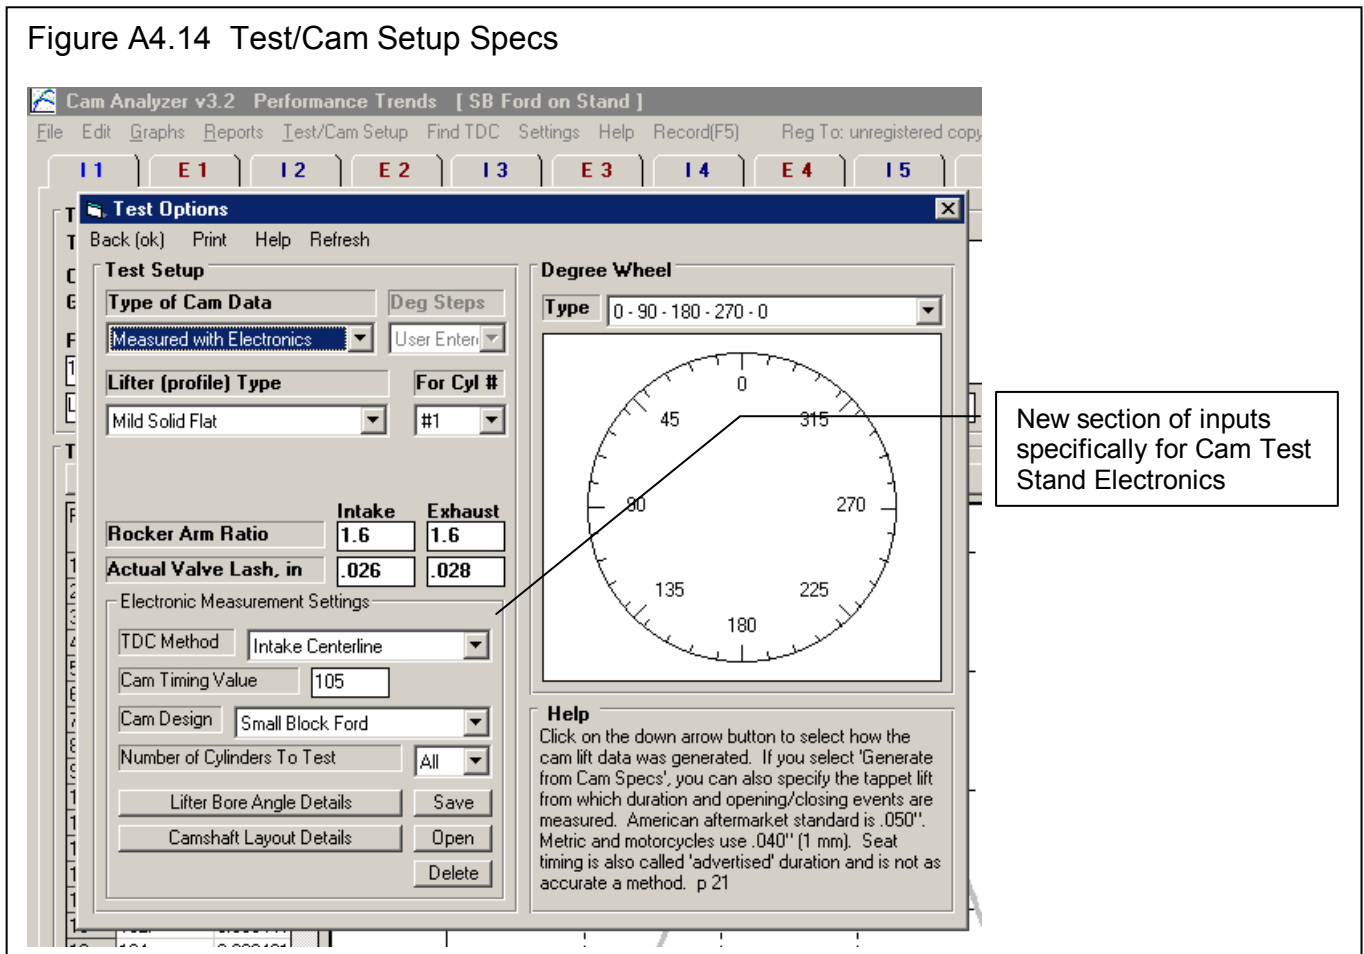 Figure A4.14  Test/Cam Setup Specs
Cam Analyzer v3.2   Performance Trends   [ SB Ford on Stand ]
File  Edit  Graphs  Reports  Test/Cam Setup  Find TDC  Settings  Help  Record(F5)  Reg To: unregistered copy
I 1  E 1  I 2  E 2  I 3  E 3  I 4  E 4  I 5
Test Options
Back (ok)  Print  Help  Refresh
Test Setup
Type of Cam Data  Deg Steps
Measured with Electronics  User Enter
Lifter (profile) Type  For Cyl #
Mild Solid Flat  #1
Intake  Exhaust
Rocker Arm Ratio  1.6  1.6
Actual Valve Lash, in  .026  .028
Electronic Measurement Settings
TDC Method  Intake Centerline
Cam Timing Value  105
Cam Design  Small Block Ford
Number of Cylinders To Test  All
Lifter Bore Angle Details  Save
Camshaft Layout Details  Open
Delete
Degree Wheel
Type  0 - 90 - 180 - 270 - 0
0
45  315
90  270
135  225
180
Help
Click on the down arrow button to select how the
cam lift data was generated.  If you select 'Generate
from Cam Specs', you can also specify the tappet lift
from which duration and opening/closing events are
measured.  American aftermarket standard is .050".
Metric and motorcycles use .040" (1 mm).  Seat
timing is also called 'advertised' duration and is not as
accurate a method.  p 21
New section of inputs
specifically for Cam Test
Stand Electronics